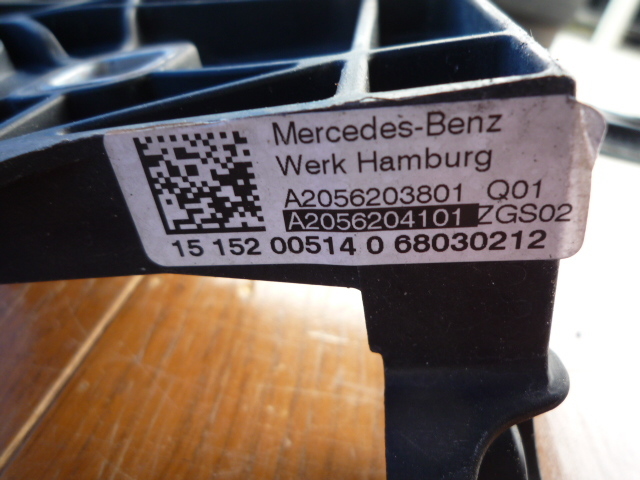 Mercedes-Benz
Werk Hamburg
A2056203801 Q01
A2056204101 ZGS02
15 152 00514 0 68030212